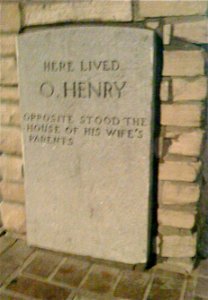 HERE LIVED
O. HENRY
OPPOSITE STOOD THE
HOUSE OF HIS WIFE'S
PARENTS